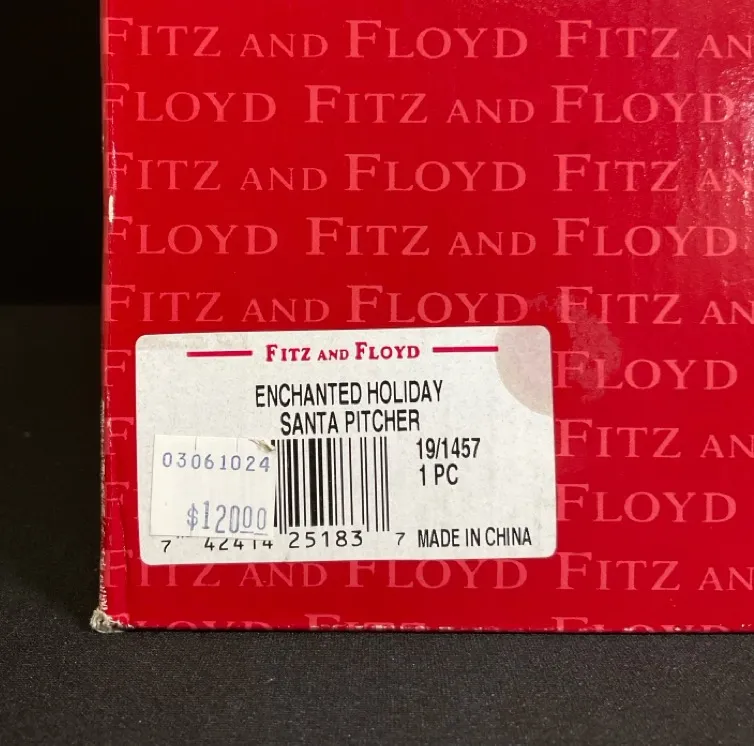 FITZ AND FLOYD FITZ AN
FLOYD FITZ AND FLOYD
FITZ AND FLOYD FITZ AN
FLOYD FITZ AND FLOYD
FITZ AND FLOYD FITZ AN
FITZ AND FLOYD
FLOYD
ENCHANTED HOLIDAY
SANTA PITCHER
FITZ AN
03061024
19/1457
1 PC
FLOYD
$120.00
7 42414 25183 7 MADE IN CHINA
FITZ AND FLOYD FITZ AN